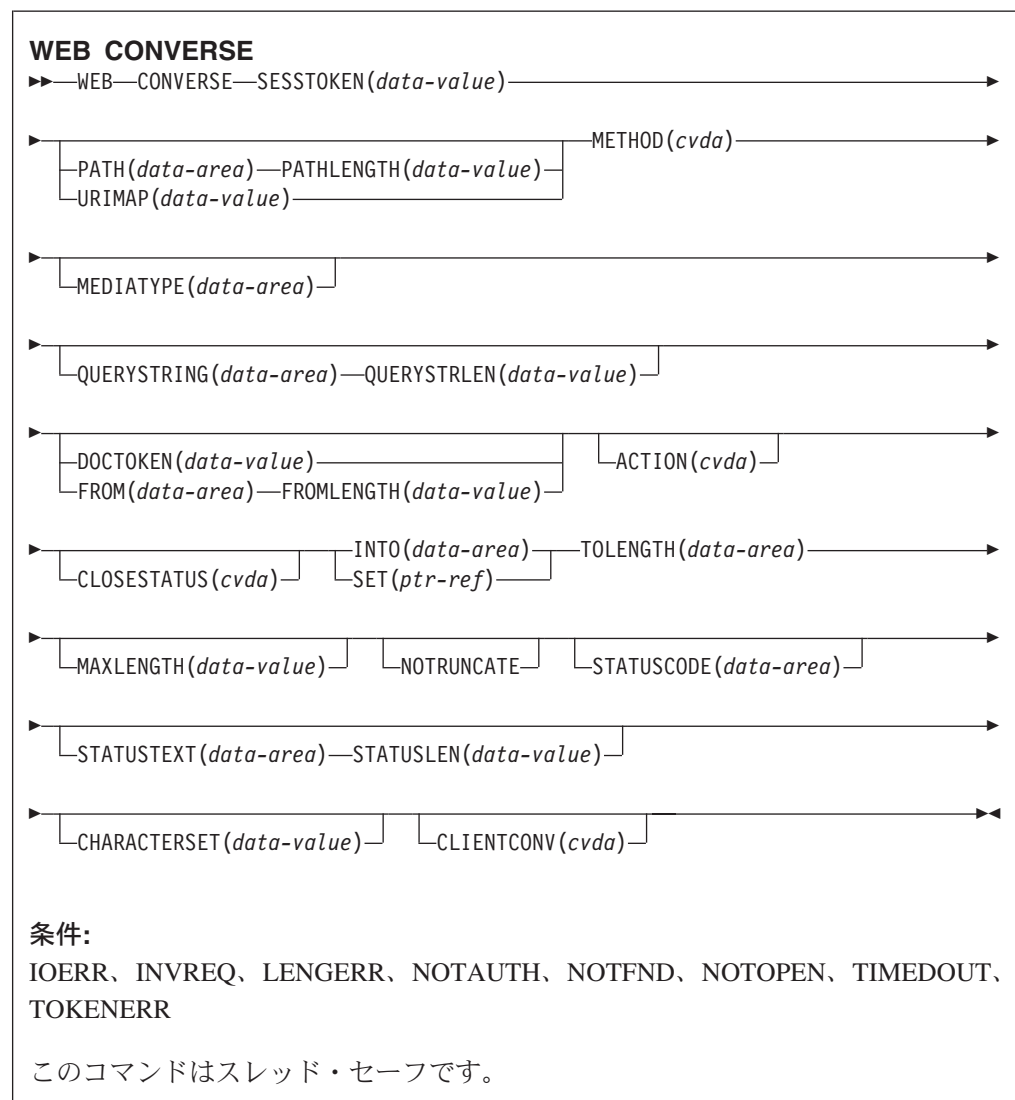 WEB CONVERSE
WEB CONVERSE SESSTOKEN(data-value)
METHOD(cvda)
PATH(data-area) PATHLENGTH(data-value)
URIMAP(data-value)
MEDIATYPE(data-area)
QUERYSTRING(data-area) QUERYSTRLEN(data-value)
DOCTOKEN(data-value) ACTION(cvda)
FROM(data-area) FROMLENGTH(data-value)
INTO(data-area) TOLENGTH(data-area)
CLOSESTATUS(cvda) SET(ptr-ref)
MAXLENGTH(data-value) NOTRUNCATE STATUSCODE(data-area)
STATUSTEXT(data-area) STATUSLEN(data-value)
CHARACTERSET(data-value) CLIENTCONV(cvda)
条件:
IOERR、INVREQ、LENGERR、NOTAUTH、NOTFND、NOTOPEN、TIMEDOUT、
TOKENERR
このコマンドはスレッド・セーフです。